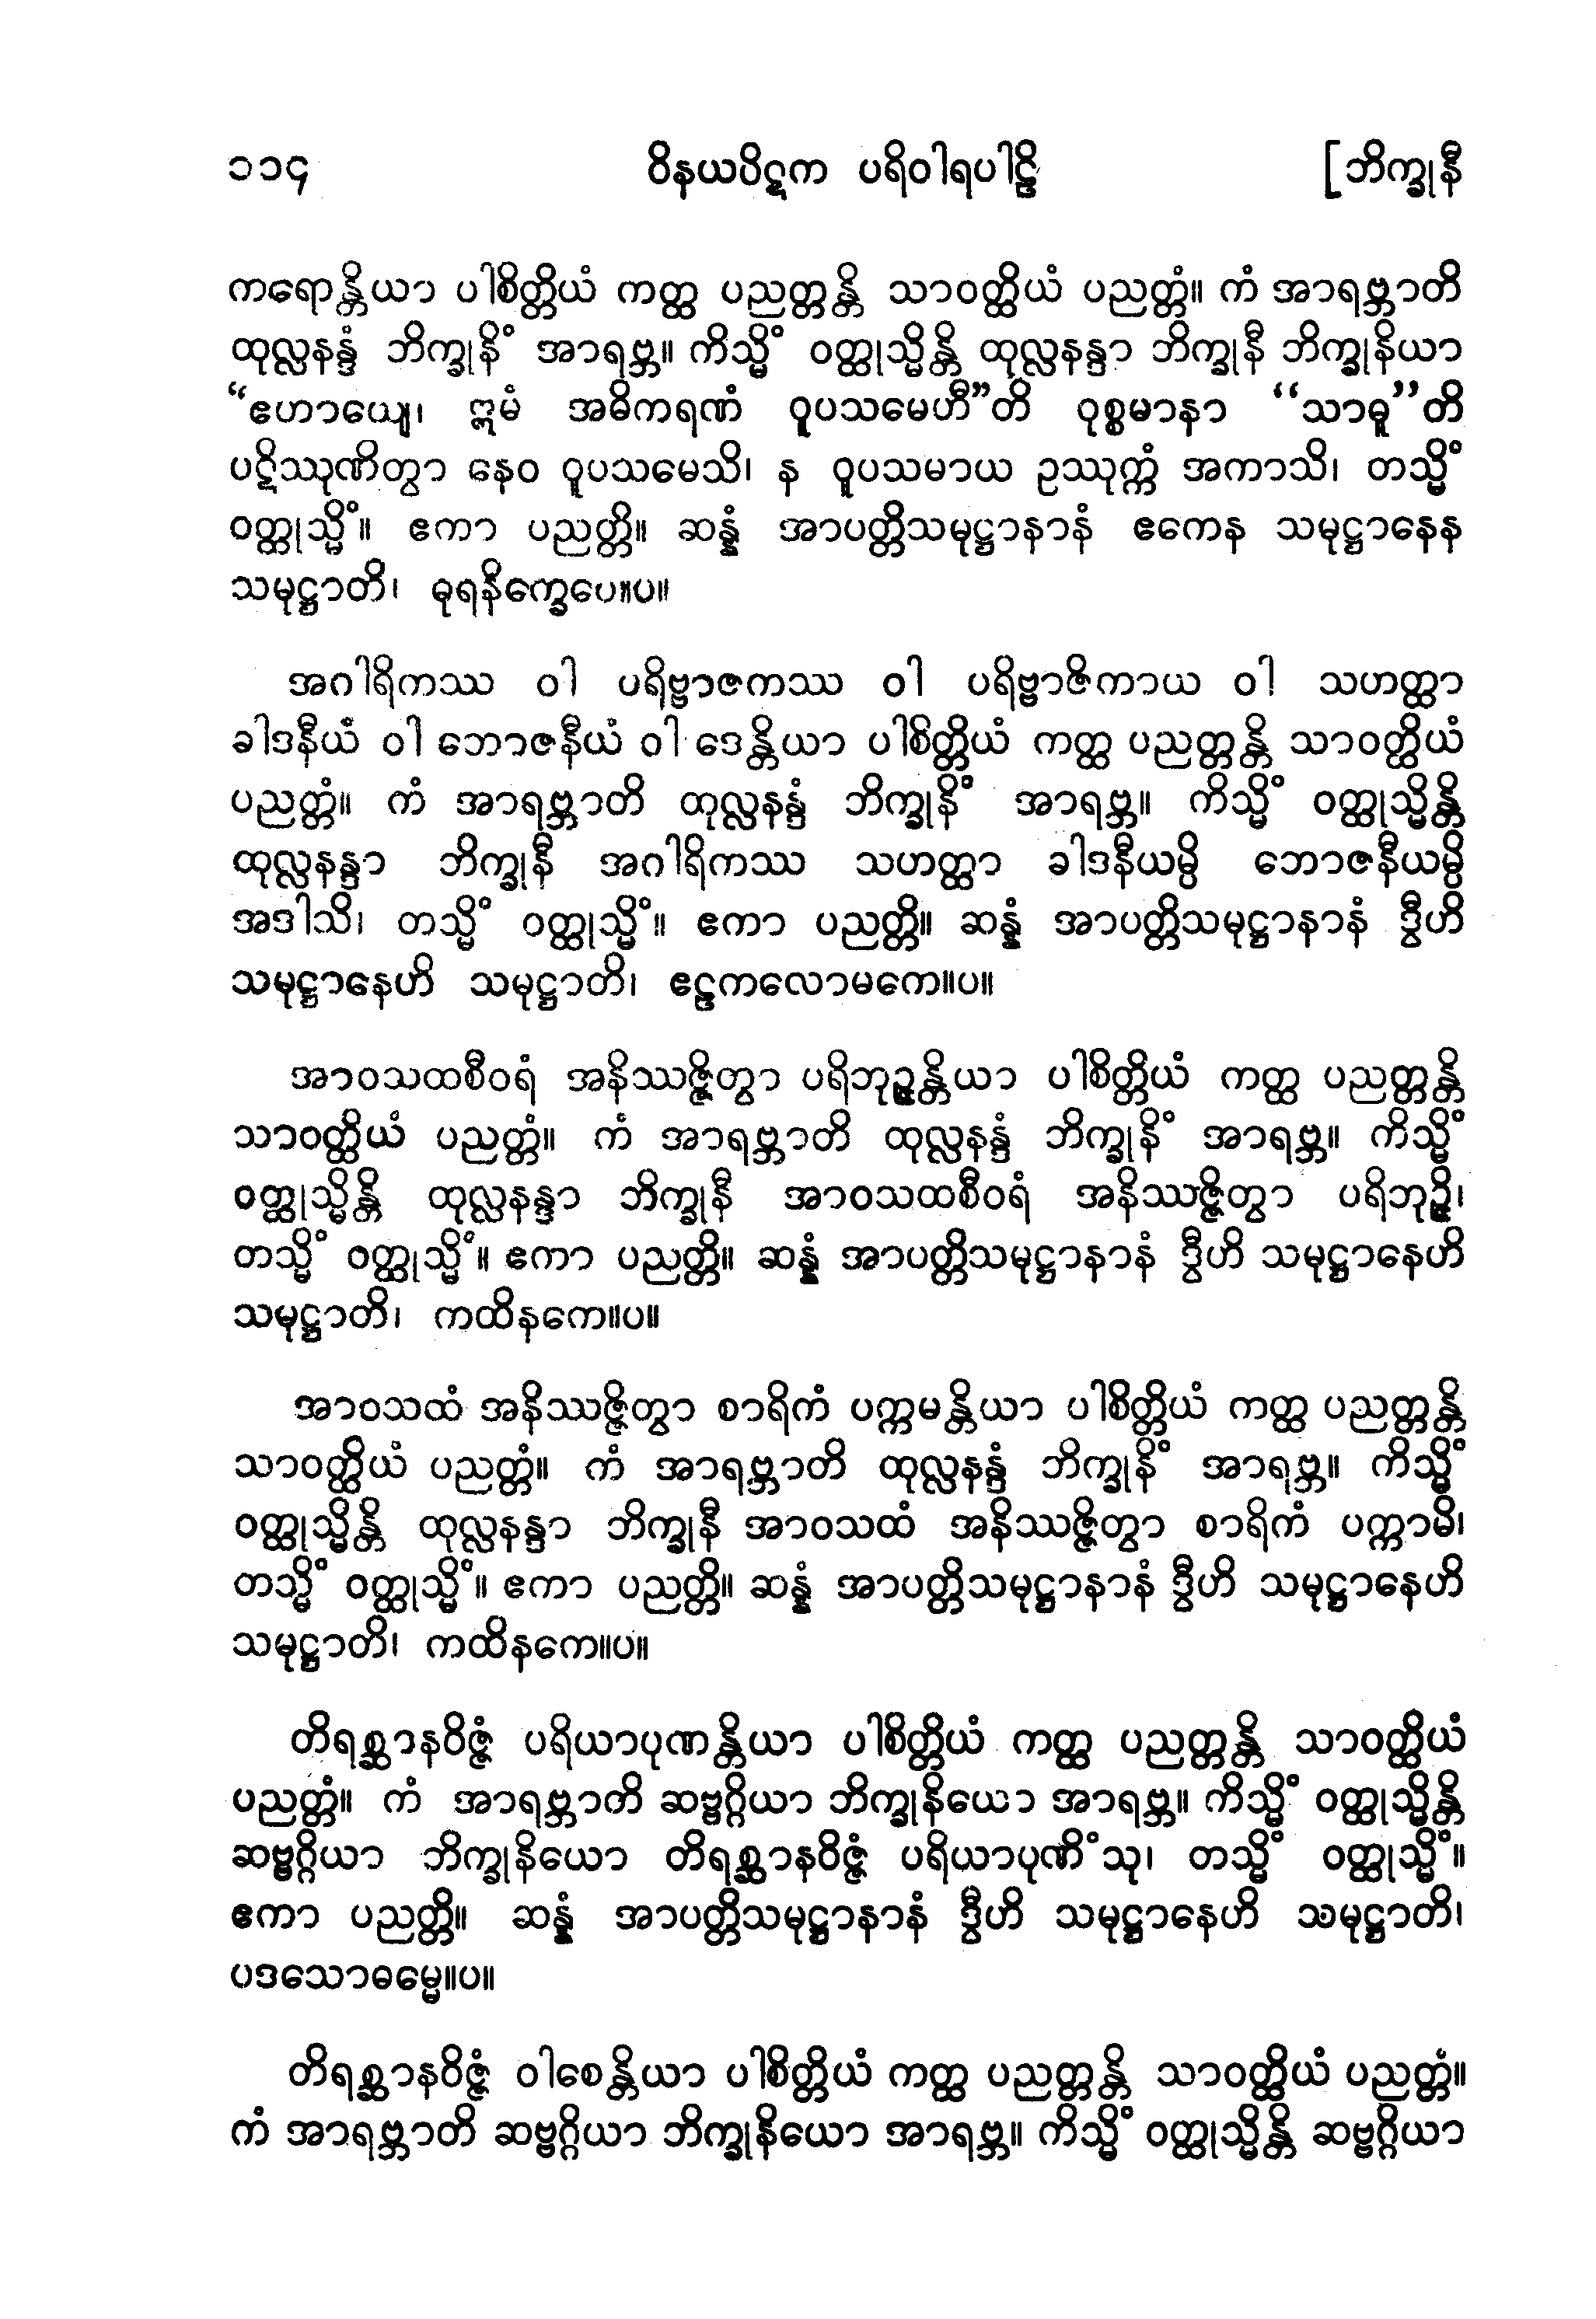 ၁၁၄ ဝိနယပိဋက ပရိဝါရပါဠိ [ဘိက္ခုနီ
ကရောန္တိယာ ပါစိတ္တိယံ ကတ္ထ ပညတ္တန္တိ သာဝတ္ထိယံ ပညတ္တံ။ ကံ အာရဗ္ဘာတိ
ထုလ္လနန္ဒံ ဘိက္ခုနိံ အာရဗ္ဘ။ ကိသ္မိံ ဝတ္ထုသ္မိန္တိ ထုလ္လနန္ဒာ ဘိက္ခုနီ ဘိက္ခုနိယာ
“ဧဟာယျေ၊ ဣမံ အဓိကရဏံ ဝူပသမေဟီ”တိ ဝုစ္စမာနာ “သာဓူ”တိ
ပဋိဿုဏိတွာ နေဝ ဝူပသမေသိ၊ န ဝူပသမာယ ဥဿုက္ကံ အကာသိ၊ တသ္မိံ
ဝတ္ထုသ္မိံ။ ဧကာ ပညတ္တိ။ ဆန္နံ အာပတ္တိသမုဋ္ဌာနာနံ ဧကေန သမုဋ္ဌာနေန
သမုဋ္ဌာတိ၊ ဓုရနိက္ခေပေ။ပ။
အဂါရိကဿ ဝါ ပရိဗ္ဗာဇကဿ ဝါ ပရိဗ္ဗာဇိကာယ ဝါ သဟတ္ထာ
ခါဒနီယံ ဝါ ဘောဇနီယံ ဝါ ဒေန္တိယာ ပါစိတ္တိယံ ကတ္ထ ပညတ္တန္တိ သာဝတ္ထိယံ
ပညတ္တံ။ ကံ အာရဗ္ဘာတိ ထုလ္လနန္ဒံ ဘိက္ခုနိံ အာရဗ္ဘ။ ကိသ္မိံ ဝတ္ထုသ္မိန္တိ
ထုလ္လနန္ဒာ ဘိက္ခုနီ အဂါရိကဿ သဟတ္ထာ ခါဒနီယမ္ပိ ဘောဇနီယမ္ပိ
အဒါသိ၊ တသ္မိံ ဝတ္ထုသ္မိံ။ ဧကာ ပညတ္တိ။ ဆန္နံ အာပတ္တိသမုဋ္ဌာနာနံ ဒွီဟိ
သမုဋ္ဌာနေဟိ သမုဋ္ဌာတိ၊ ဧဠကလောမကေ။ပ။
အာဝသထစီဝရံ အနိဿဇ္ဇိတွာ ပရိဘုဉ္ဇန္တိယာ ပါစိတ္တိယံ ကတ္ထ ပညတ္တန္တိ
သာဝတ္ထိယံ ပညတ္တံ။ ကံ အာရဗ္ဘာတိ ထုလ္လနန္ဒံ ဘိက္ခုနိံ အာရဗ္ဘ။ ကိသ္မိံ
ဝတ္ထုသ္မိန္တိ ထုလ္လနန္ဒာ ဘိက္ခုနီ အာဝသထစီဝရံ အနိဿဇ္ဇိတွာ ပရိဘုဉ္ဇိ၊
တသ္မိံ ဝတ္ထုသ္မိံ။ ဧကာ ပညတ္တိ။ ဆန္နံ အာပတ္တိသမုဋ္ဌာနာနံ ဒွီဟိ သမုဋ္ဌာနေဟိ
သမုဋ္ဌာတိ၊ ကထိနကေ။ပ။
အာဝသထံ အနိဿဇ္ဇိတွာ စာရိကံ ပက္ကမန္တိယာ ပါစိတ္တိယံ ကတ္ထ ပညတ္တန္တိ
သာဝတ္ထိယံ ပညတ္တံ။ ကံ အာရဗ္ဘာတိ ထုလ္လနန္ဒံ ဘိက္ခုနိံ အာရဗ္ဘ။ ကိသ္မိံ
ဝတ္ထုသ္မိန္တိ ထုလ္လနန္ဒာ ဘိက္ခုနီ အာဝသထံ အနိဿဇ္ဇိတွာ စာရိကံ ပက္ကာမိ၊
တသ္မိံ ဝတ္ထုသ္မိံ။ ဧကာ ပညတ္တိ။ ဆန္နံ အာပတ္တိသမုဋ္ဌာနာနံ ဒွီဟိ သမုဋ္ဌာနေဟိ
သမုဋ္ဌာတိ၊ ကထိနကေ။ပ။
တိရစ္ဆာနဝိဇ္ဇံ ပရိယာပုဏန္တိယာ ပါစိတ္တိယံ ကတ္ထ ပညတ္တန္တိ သာဝတ္ထိယံ
ပညတ္တံ။ ကံ အာရဗ္ဘာတိ ဆဗ္ဗဂ္ဂိယာ ဘိက္ခုနိယော အာရဗ္ဘ။ ကိသ္မိံ ဝတ္ထုသ္မိန္တိ
ဆဗ္ဗဂ္ဂိယာ ဘိက္ခုနိယော တိရစ္ဆာနဝိဇ္ဇံ ပရိယာပုဏိံသု၊ တသ္မိံ ဝတ္ထုသ္မိံ။
ဧကာ ပညတ္တိ။ ဆန္နံ အာပတ္တိသမုဋ္ဌာနာနံ ဒွီဟိ သမုဋ္ဌာနေဟိ သမုဋ္ဌာတိ၊
ပဒသောဓမ္မေ။ပ။
တိရစ္ဆာနဝိဇ္ဇံ ဝါစေန္တိယာ ပါစိတ္တိယံ ကတ္ထ ပညတ္တန္တိ သာဝတ္ထိယံ ပညတ္တံ။
ကံ အာရဗ္ဘာတိ ဆဗ္ဗဂ္ဂိယာ ဘိက္ခုနိယော အာရဗ္ဘ။ ကိသ္မိံ ဝတ္ထုသ္မိန္တိ ဆဗ္ဗဂ္ဂိယာ